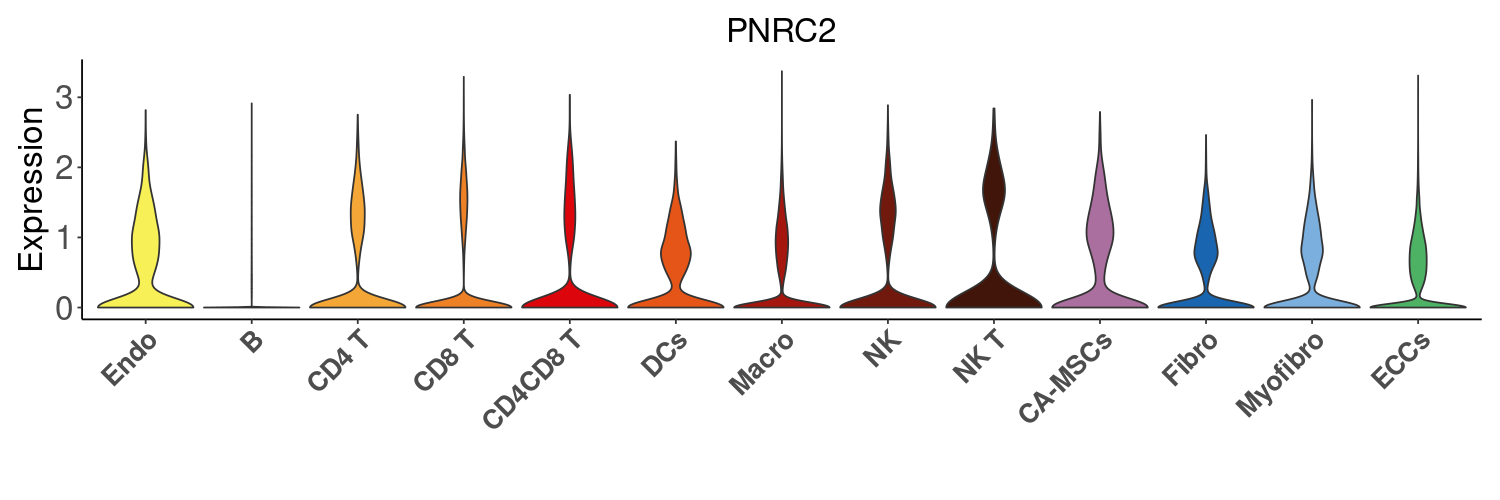 PNRC2
Expression
3
2
1
0
Endo
B
CD4 T
CD8 T
CD4CD8 T
DCs
Macro
NK
NK T
CA-MSCs
Fibro
Myofibro
ECCs